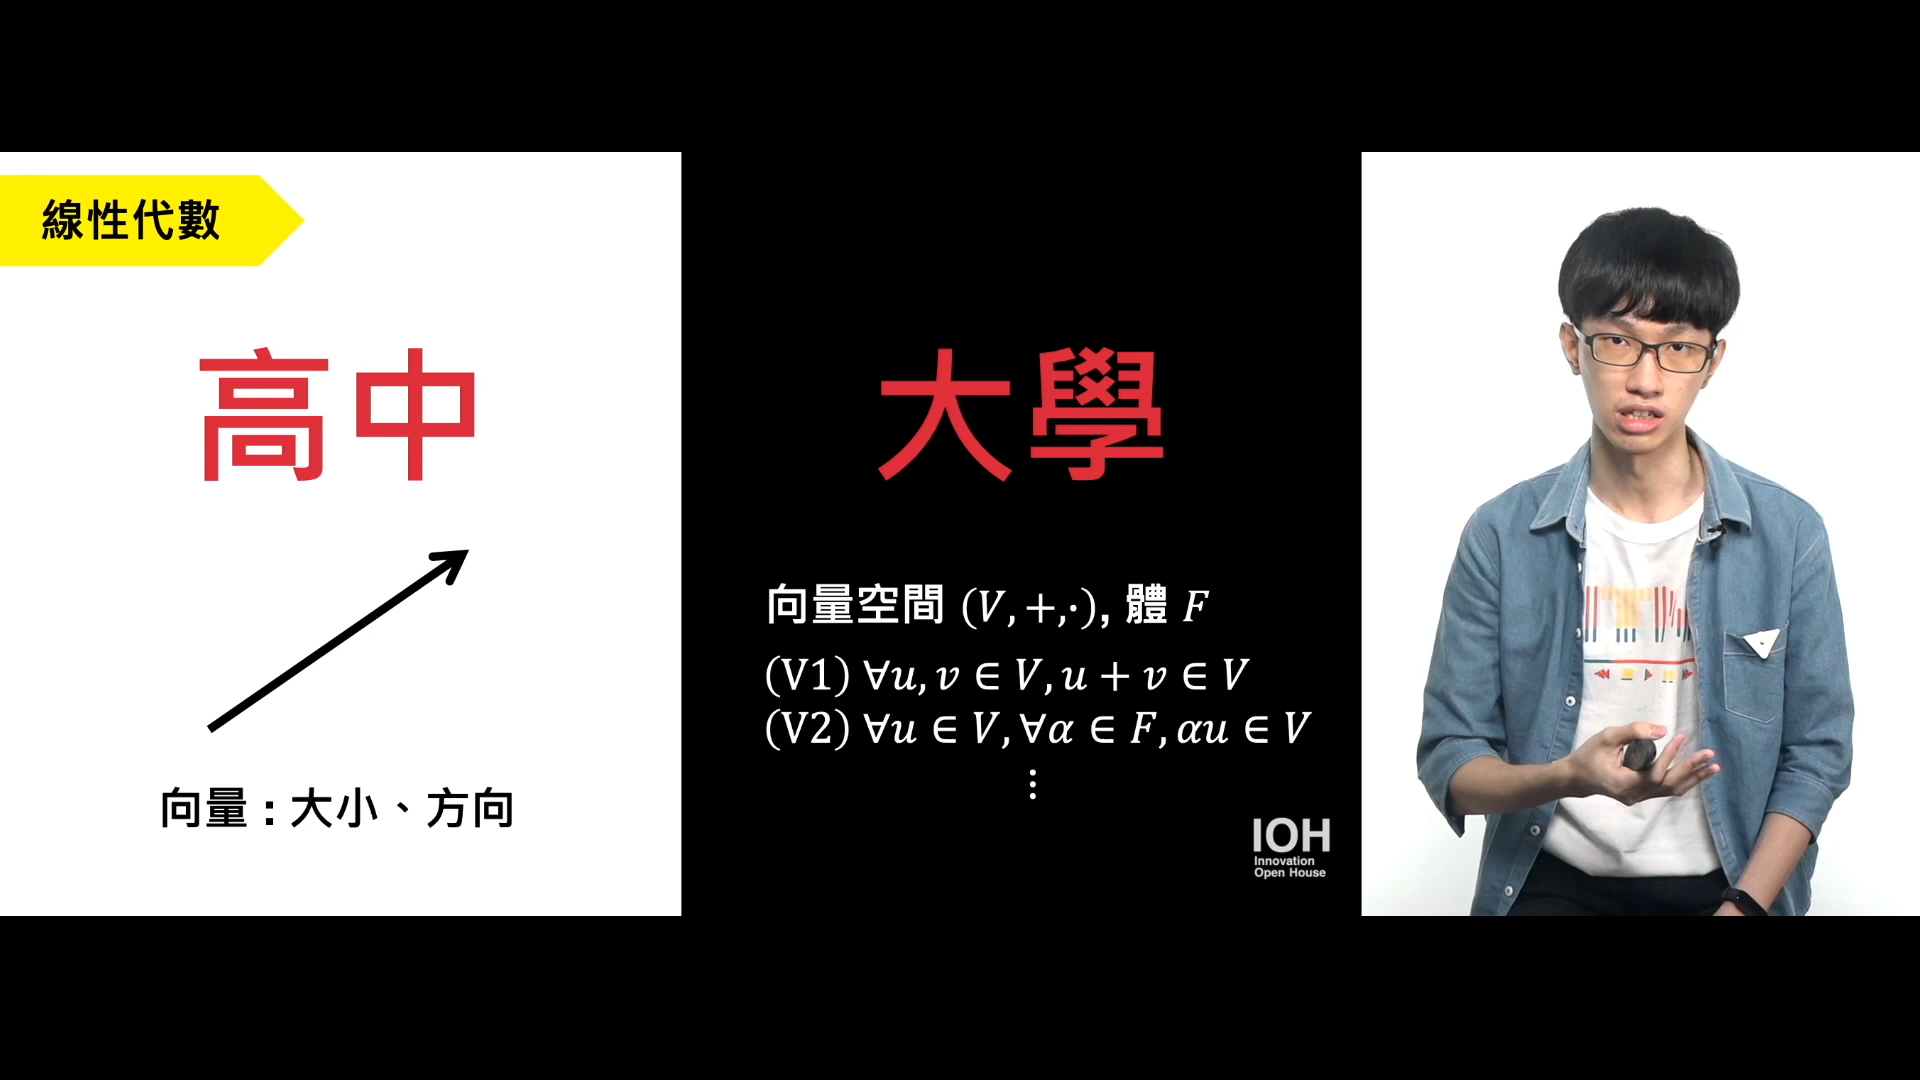 線性代數
高中
向量：大小、方向
大學
向量空間 (V, +,·), 體 F
(V1) ∀u, v ∈ V, u + v ∈ V
(V2) ∀u ∈ V, ∀α ∈ F, αu ∈ V
⋮
IOH
Innovation
Open House